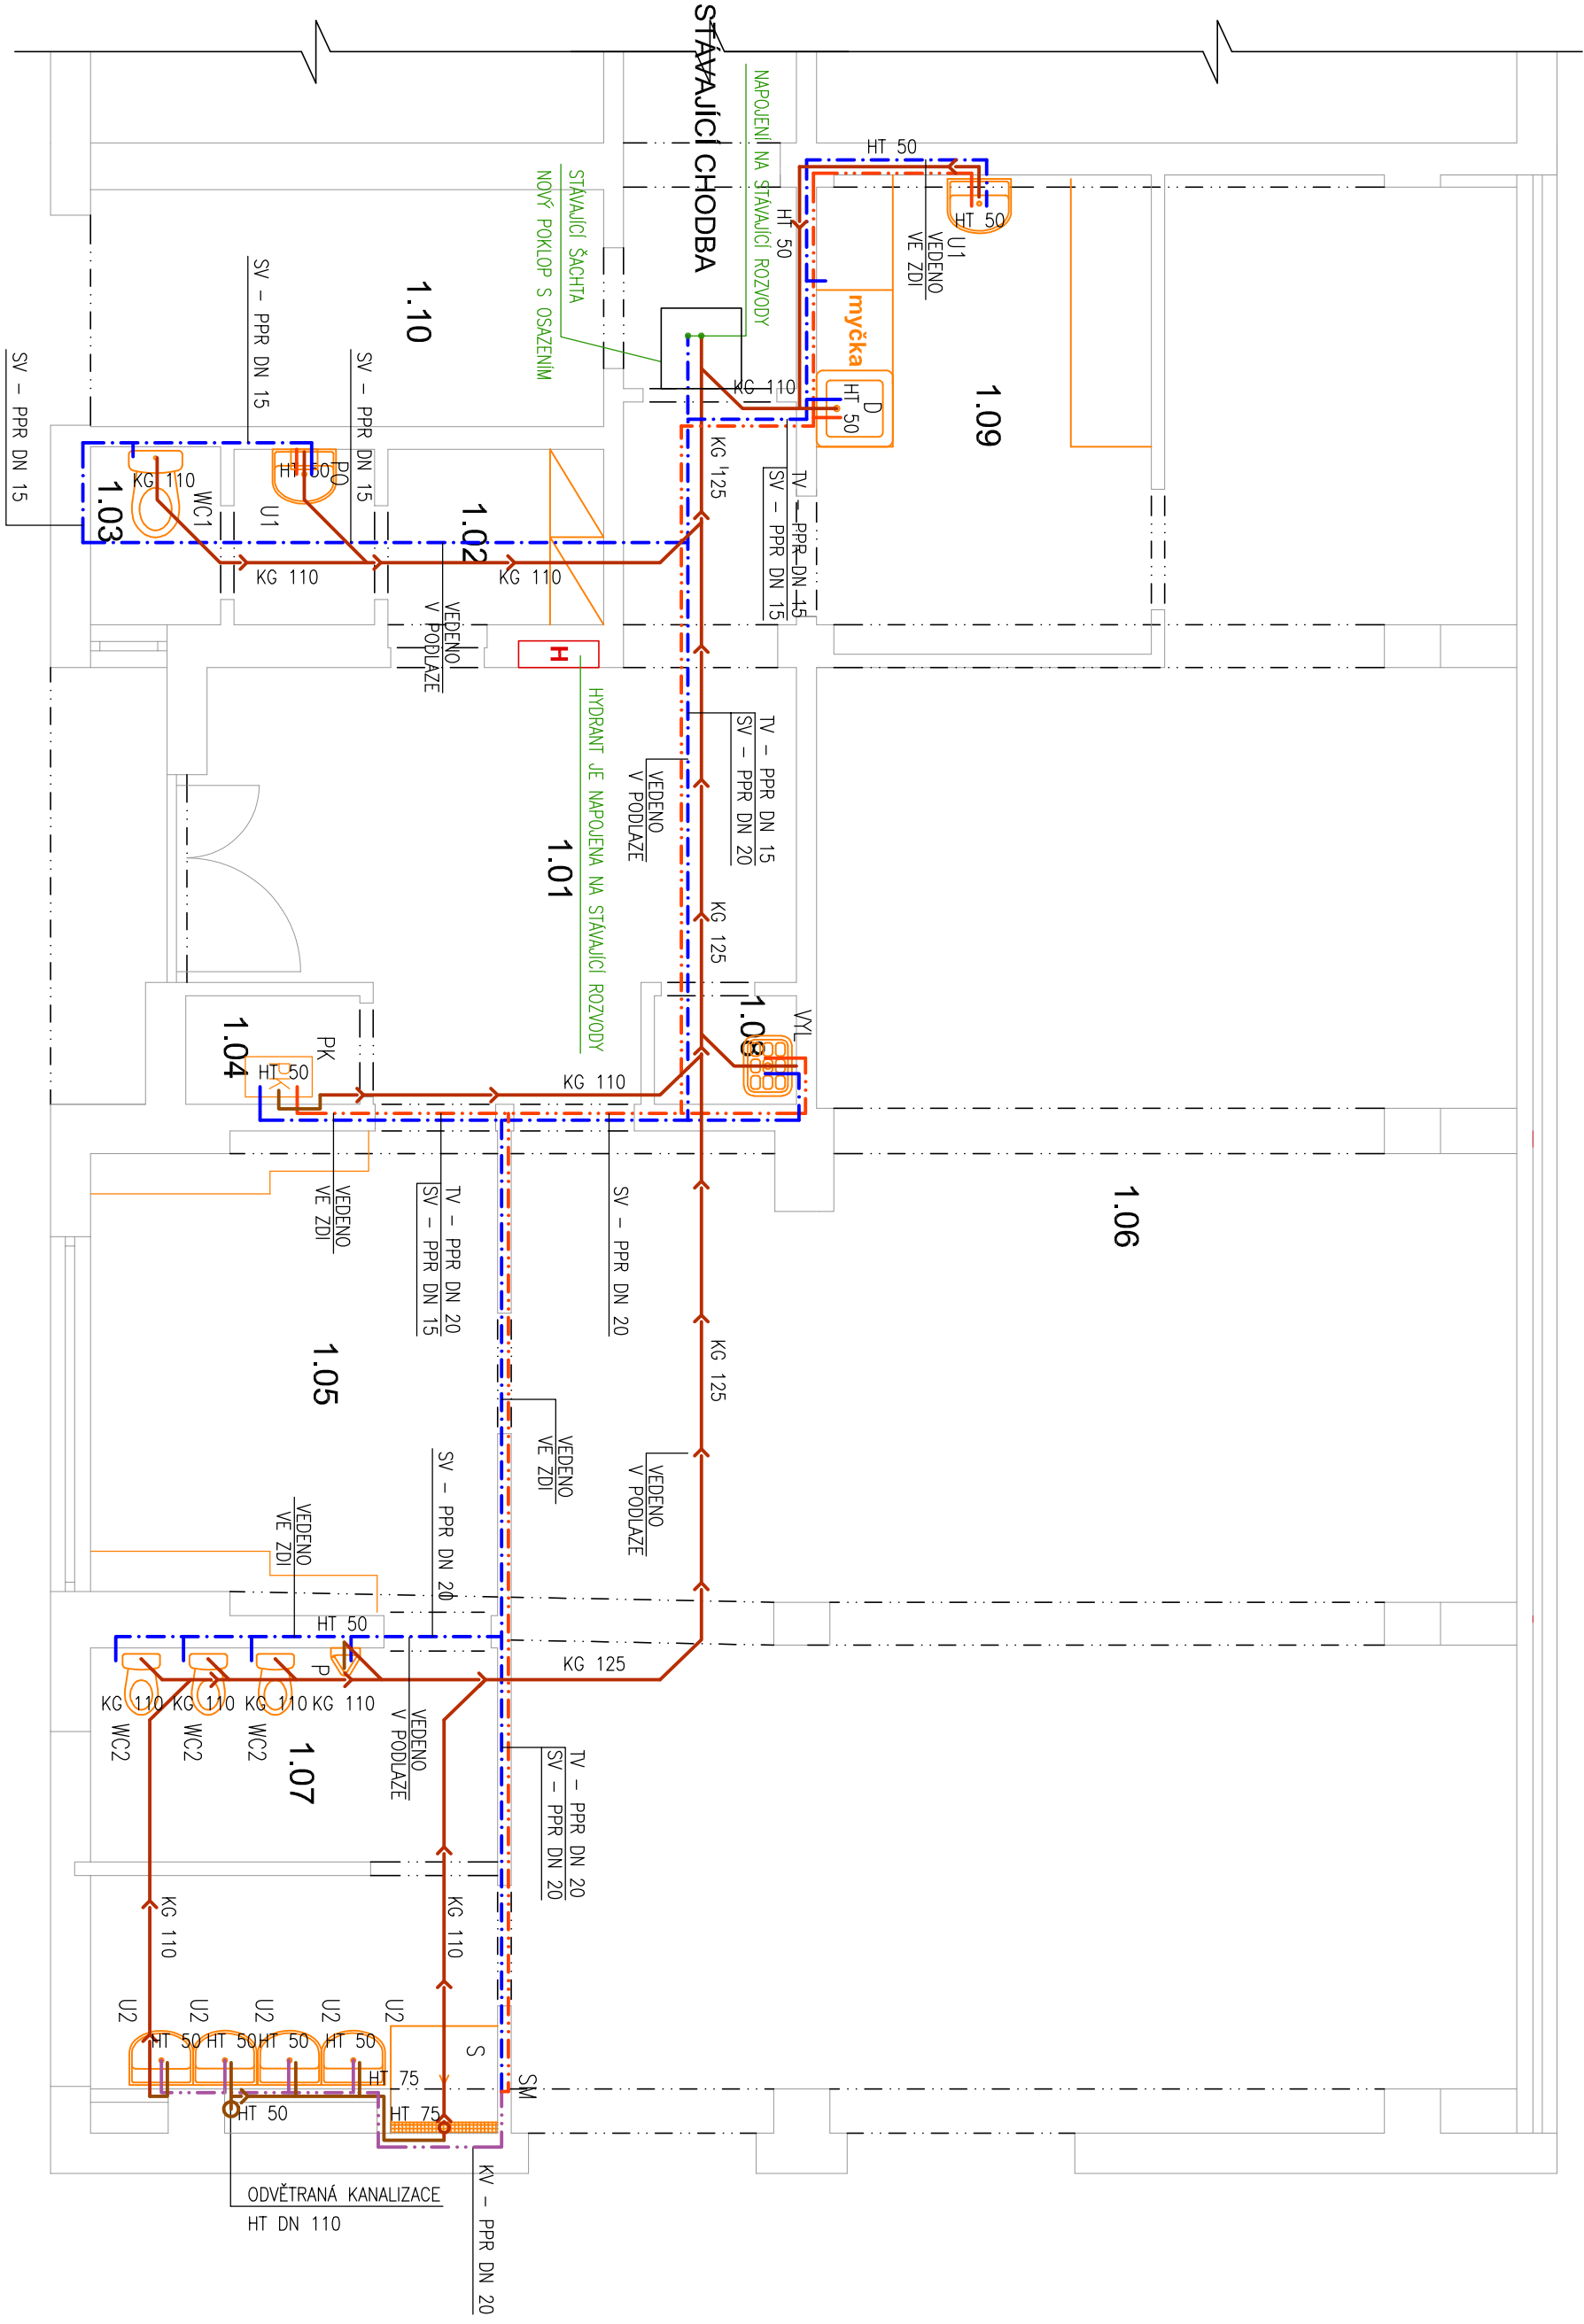 STÁVAJÍCÍ CHODBA
NAPOJENÍ NA STÁVAJÍCÍ ROZVODY
STÁVAJÍCÍ ŠACHTA
NOVÝ POKLOP S OSAZENÍM
HT 50
HT 50
HT 50
U1
VEDENO
VE ZDI
myčka
D
HT 50
1.09
KG 110
1.10
SV - PPR DN 15
SV - PPR DN 15
SV - PPR DN 15
KG 125
TV - PPR DN 15
SV - PPR DN 15
KG 110
WC1
1.03
HT 50
PO
U1
1.02
KG 110
KG 110
VEDENO
V PODLAZE
H
HYDRANT JE NAPOJENA NA STÁVAJÍCÍ ROZVODY
TV - PPR DN 15
SV - PPR DN 20
VEDENO
V PODLAZE
1.01
KG 125
1.08
VYL
1.04
PK
PK
HT 50
KG 110
VEDENO
VE ZDI
TV - PPR DN 20
SV - PPR DN 15
SV - PPR DN 20
1.06
1.05
KG 125
VEDENO
VE ZDI
VEDENO
V PODLAZE
SV - PPR DN 20
VEDENO
VE ZDI
HT 50
P
KG 125
KG 110
KG 110
KG 110
KG 110
WC2
WC2
WC2
1.07
VEDENO
V PODLAZE
TV - PPR DN 20
SV - PPR DN 20
KG 110
KG 110
U2
U2
U2
U2
U2
S
SM
HT 50
HT 50
HT 50
HT 50
HT 75
HT 75
HT 50
ODVĚTRANÁ KANALIZACE
HT DN 110
KV - PPR DN 20